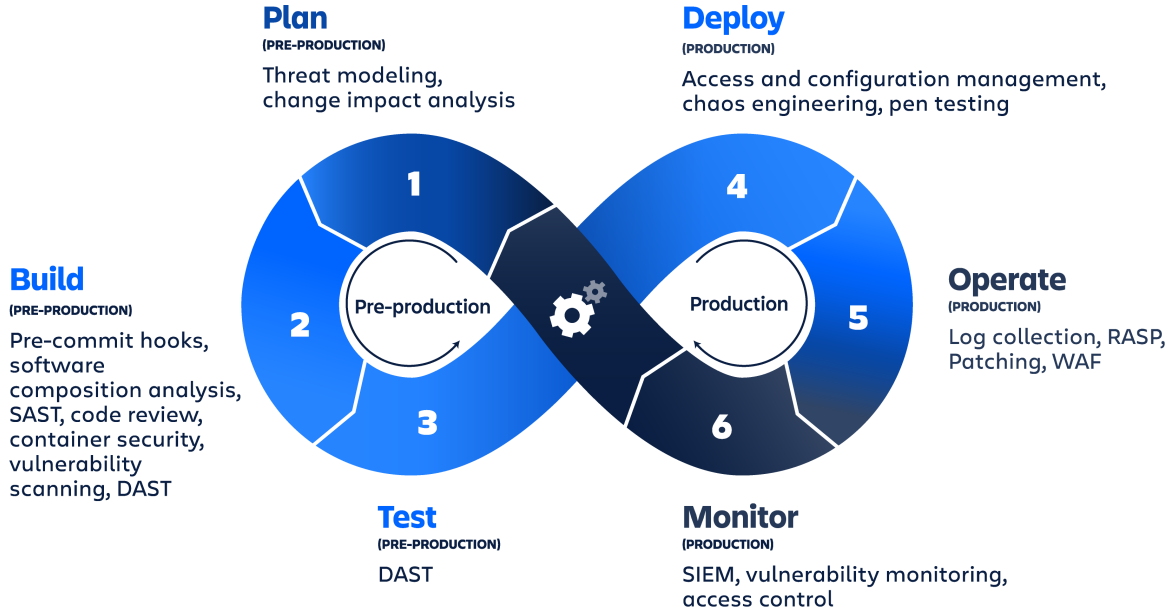 Plan
(PRE-PRODUCTION)
Threat modeling,
change impact analysis
Deploy
(PRODUCTION)
Access and configuration management,
chaos engineering, pen testing
1
4
Build
(PRE-PRODUCTION)
Pre-commit hooks,
software
composition analysis,
SAST, code review,
container security,
vulnerability
scanning, DAST
2
Pre-production
Production
5
Operate
(PRODUCTION)
Log collection, RASP,
Patching, WAF
3
6
Test
(PRE-PRODUCTION)
DAST
Monitor
(PRODUCTION)
SIEM, vulnerability monitoring,
access control